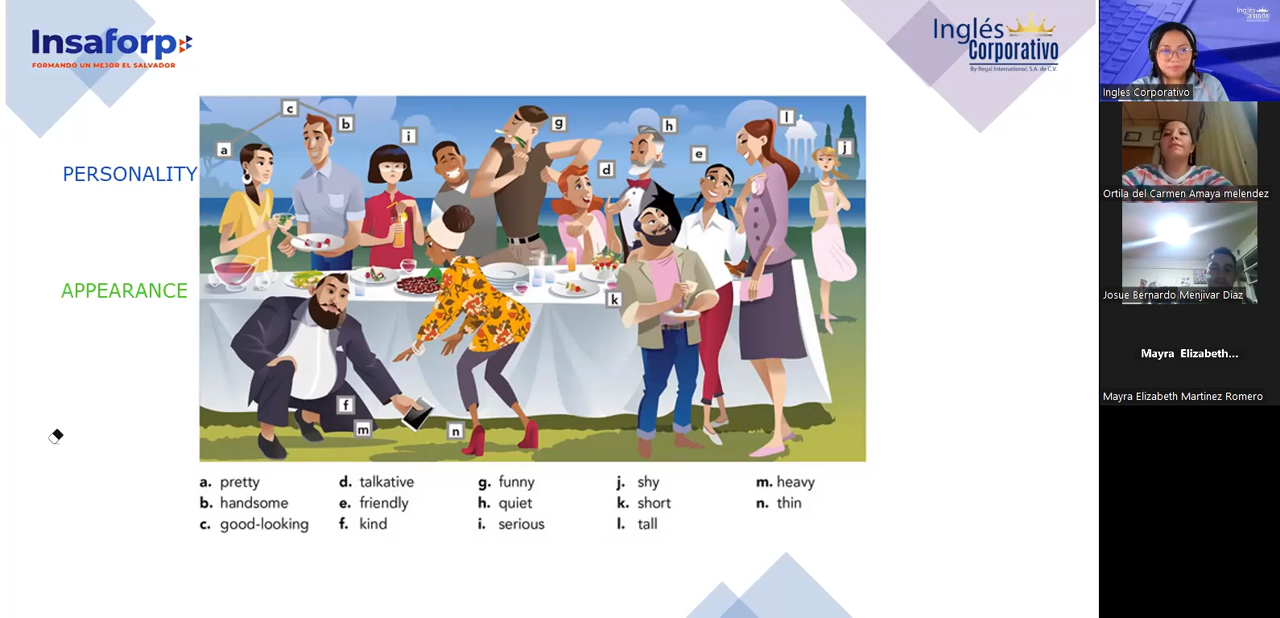 Insaforp
FORMANDO UN MEJOR EL SALVADOR
Inglés
Corporativo
By Regal International, S.A. de C.V.
PERSONALITY
APPEARANCE
c
b
a
i
g
h
l
e
j
d
k
f
m
n
a. pretty
b. handsome
c. good-looking
d. talkative
e. friendly
f. kind
g. funny
h. quiet
i. serious
j. shy
k. short
l. tall
m. heavy
n. thin
Inglés
Corporativo
Ingles Corporativo
Ortila del Carmen Amaya melendez
Josue Bernardo Menjivar Diaz
Mayra Elizabeth...
Mayra Elizabeth Martinez Romero